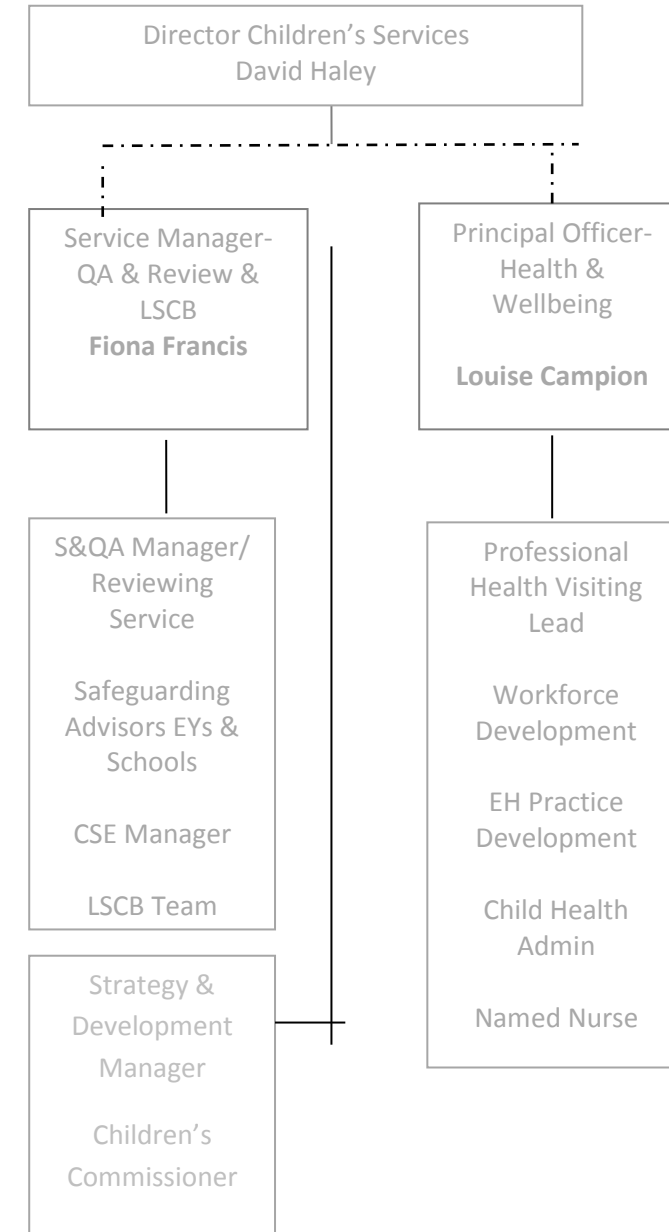 Director Children’s Services
David Haley
Service Manager-
QA & Review &
LSCB
Fiona Francis
Principal Officer-
Health &
Wellbeing
Louise Campion
S&QA Manager/
Reviewing
Service
Safeguarding
Advisors EYs &
Schools
CSE Manager
LSCB Team
Professional
Health Visiting
Lead
Workforce
Development
EH Practice
Development
Child Health
Admin
Named Nurse
Strategy &
Development
Manager
Children’s
Commissioner